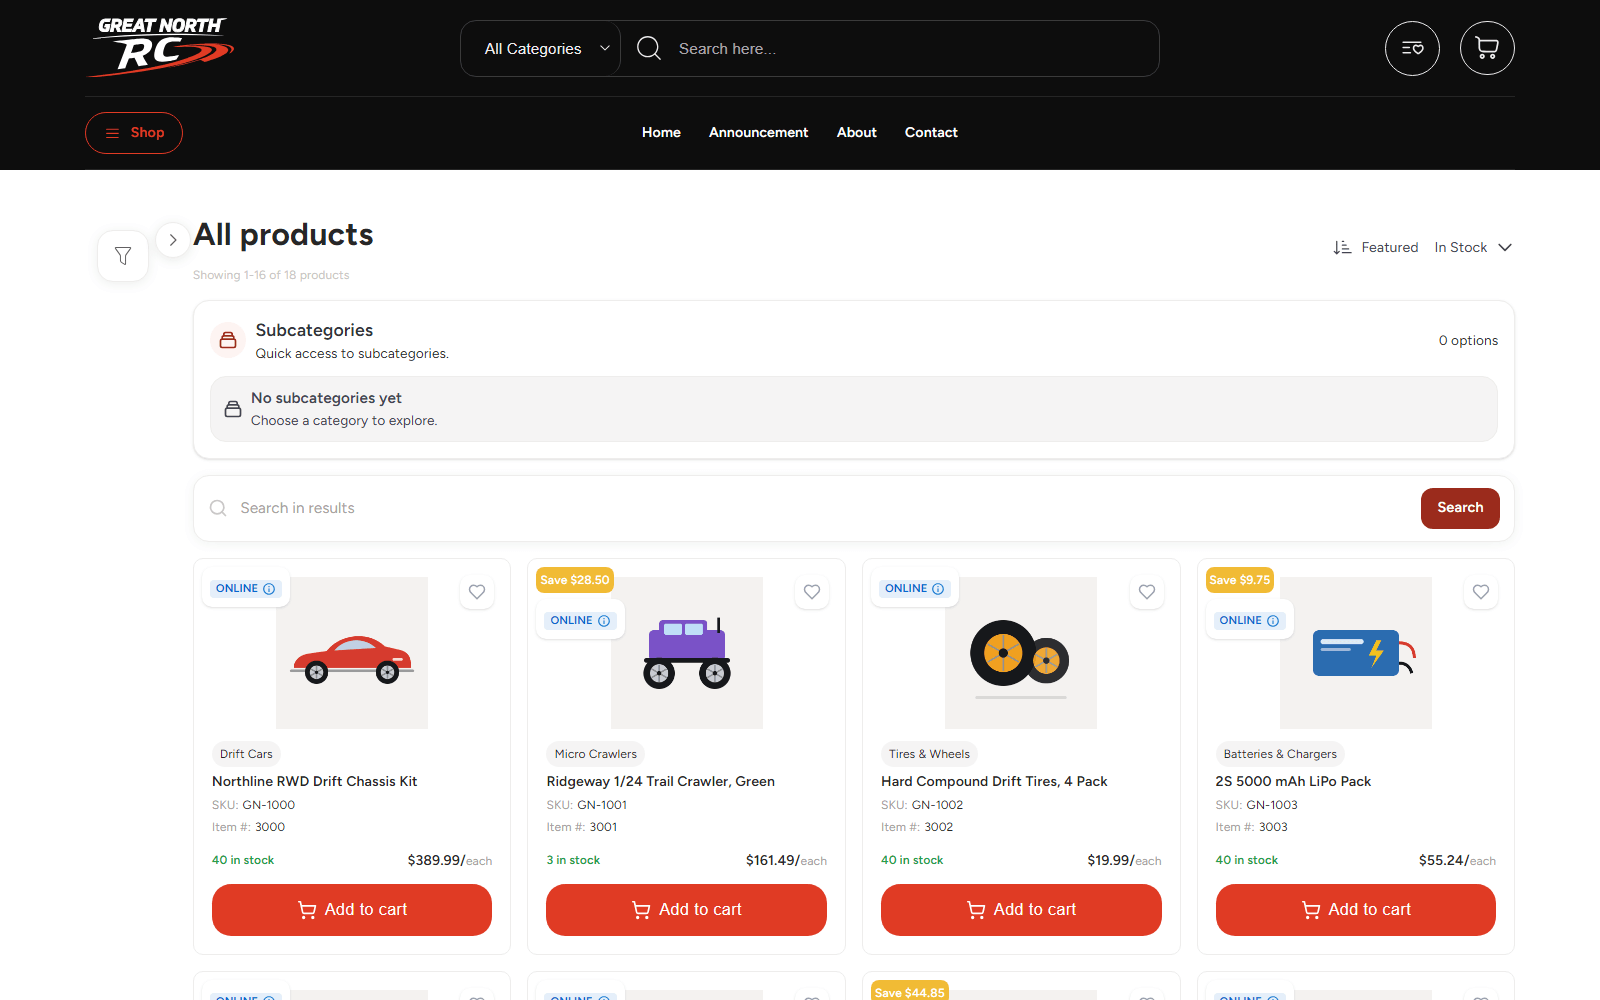 GREAT NORTH
RC
All Categories
Search here...
Shop
Home
Announcement
About
Contact
All products
Showing 1-16 of 18 products
Featured
In Stock
Subcategories
Quick access to subcategories.
0 options
No subcategories yet
Choose a category to explore.
Search in results
Search
ONLINE
Drift Cars
Northline RWD Drift Chassis Kit
SKU: GN-1000
Item #: 3000
40 in stock
$389.99/each
Add to cart
Save $28.50
ONLINE
Micro Crawlers
Ridgeway 1/24 Trail Crawler, Green
SKU: GN-1001
Item #: 3001
3 in stock
$161.49/each
Add to cart
ONLINE
Tires & Wheels
Hard Compound Drift Tires, 4 Pack
SKU: GN-1002
Item #: 3002
40 in stock
$19.99/each
Add to cart
Save $9.75
ONLINE
Batteries & Chargers
2S 5000 mAh LiPo Pack
SKU: GN-1003
Item #: 3003
40 in stock
$55.24/each
Add to cart
ONLINE
ONLINE
Save $44.85
ONLINE